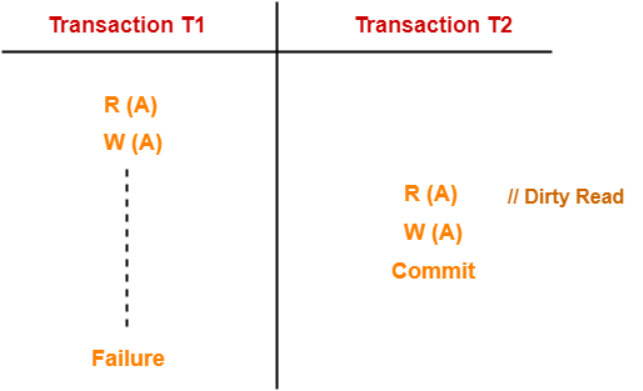 Transaction T1
Transaction T2
R (A)
W (A)
R (A) // Dirty Read
W (A)
Commit
Failure